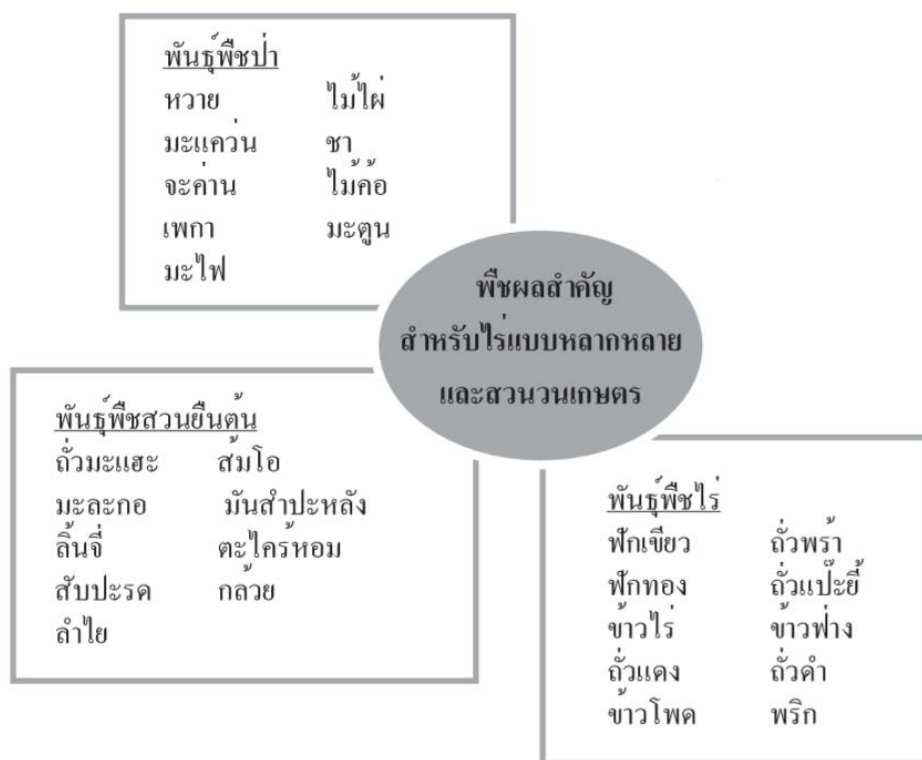 พันธุ์พืชป่า
หวาย ไม้ไผ่
มะแคว่น ชา
จะค่าน ไม้ค้อ
เพกา มะตูน
มะไฟ
พืชผลสำคัญ
สำหรับไร่แบบหลากหลาย
และสวนวนเกษตร
พันธุ์พืชสวนยืนต้น
ถั่วมะแฮะ ส้มโอ
มะละกอ มันสำปะหลัง
ลิ้นจี่ ตะไคร้หอม
สับปะรด กล้วย
ลำไย
พันธุ์พืชไร่
ฟักเขียว ถั่วพร้า
ฟักทอง ถั่วแป๊ะยี้
ข้าวไร่ ข้าวฟ่าง
ถั่วแดง ถั่วดำ
ข้าวโพด พริก